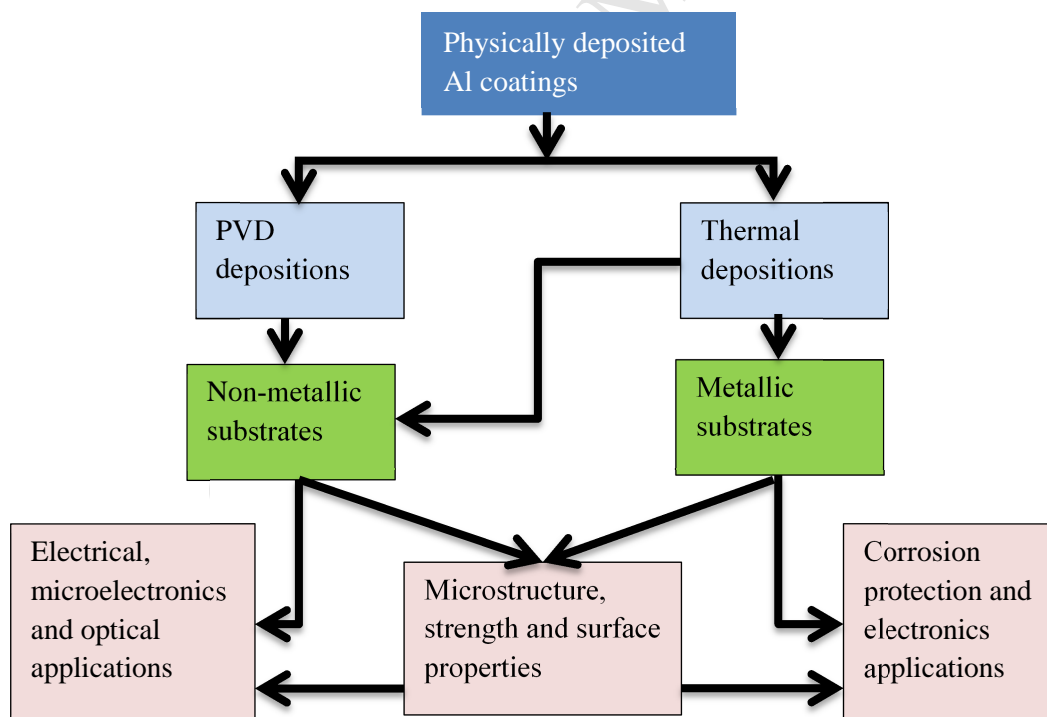 Physically deposited
Al coatings
PVD
depositions
Thermal
depositions
Non-metallic
substrates
Metallic
substrates
Electrical,
microelectronics
and optical
applications
Microstructure,
strength and surface
properties
Corrosion
protection and
electronics
applications